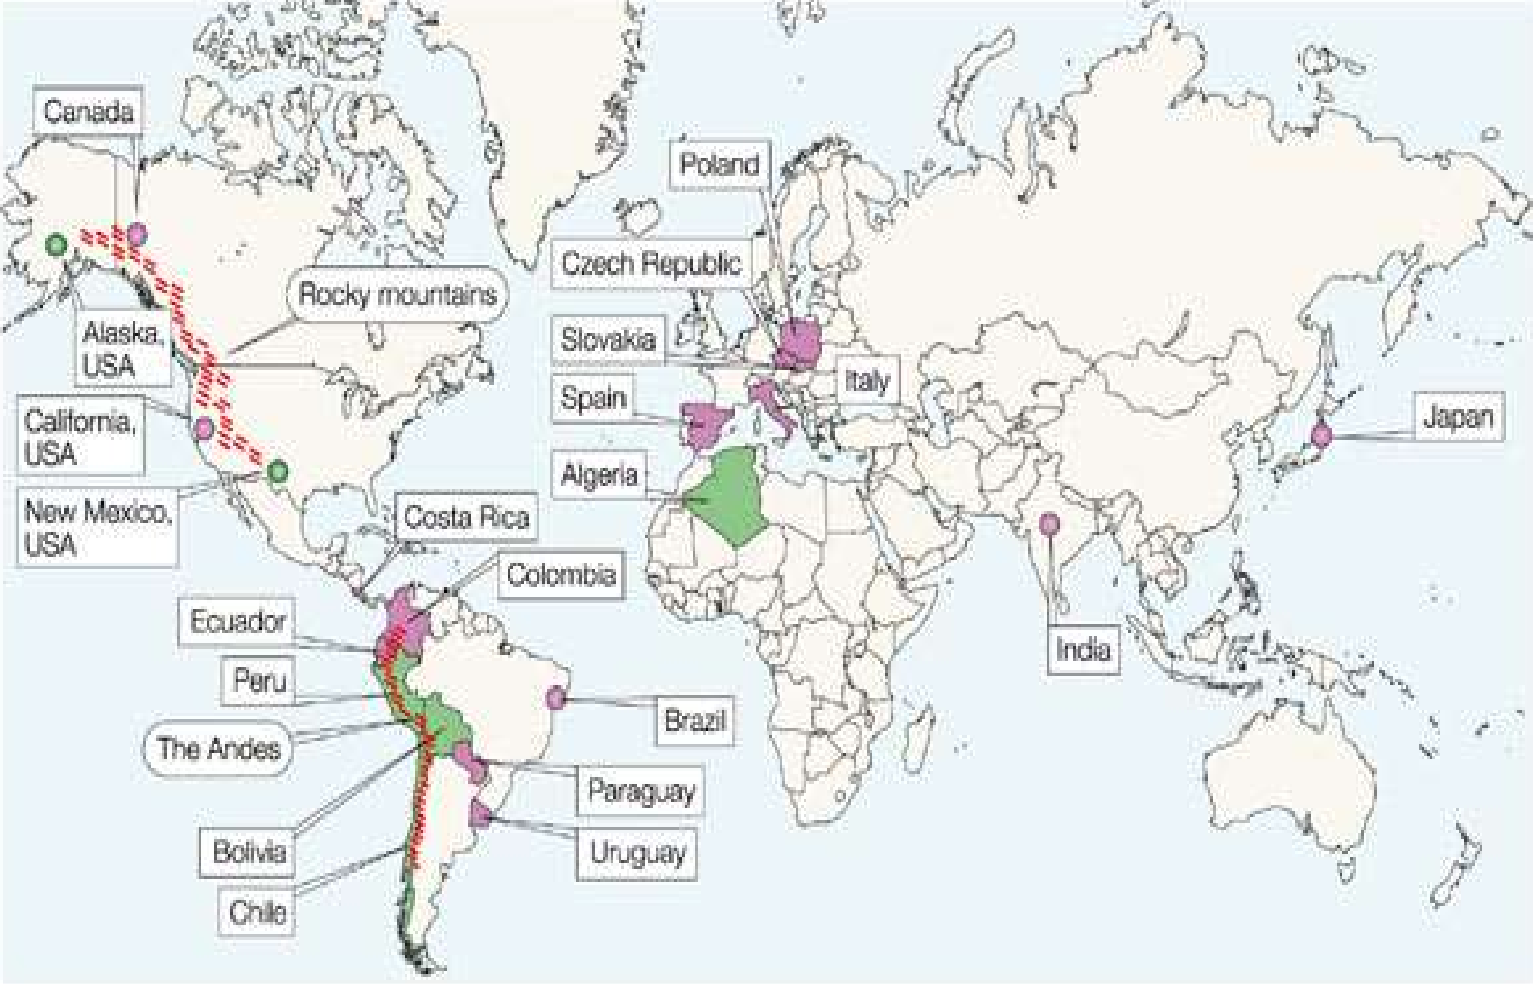 Canada
Poland
Czech Republic
Rocky mountains
Alaska,
USA
Slovakia
Italy
Spain
California,
USA
Japan
Algeria
New Mexico,
USA
Costa Rica
Colombia
Ecuador
India
Peru
Brazil
The Andes
Paraguay
Bolivia
Uruguay
Chile